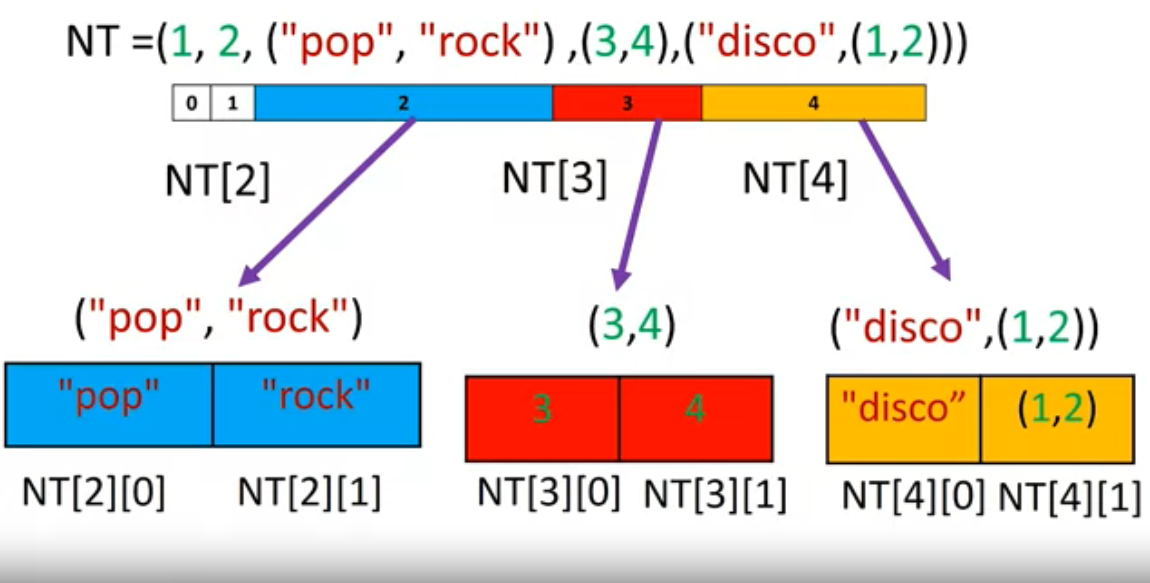 NT =(1, 2, ("pop", "rock") ,(3,4),("disco",(1,2)))
0 1 2 3 4
NT[2] NT[3] NT[4]
("pop", "rock") (3,4) ("disco",(1,2))
"pop" "rock" 3 4 "disco” (1,2)
NT[2][0] NT[2][1] NT[3][0] NT[3][1] NT[4][0] NT[4][1]